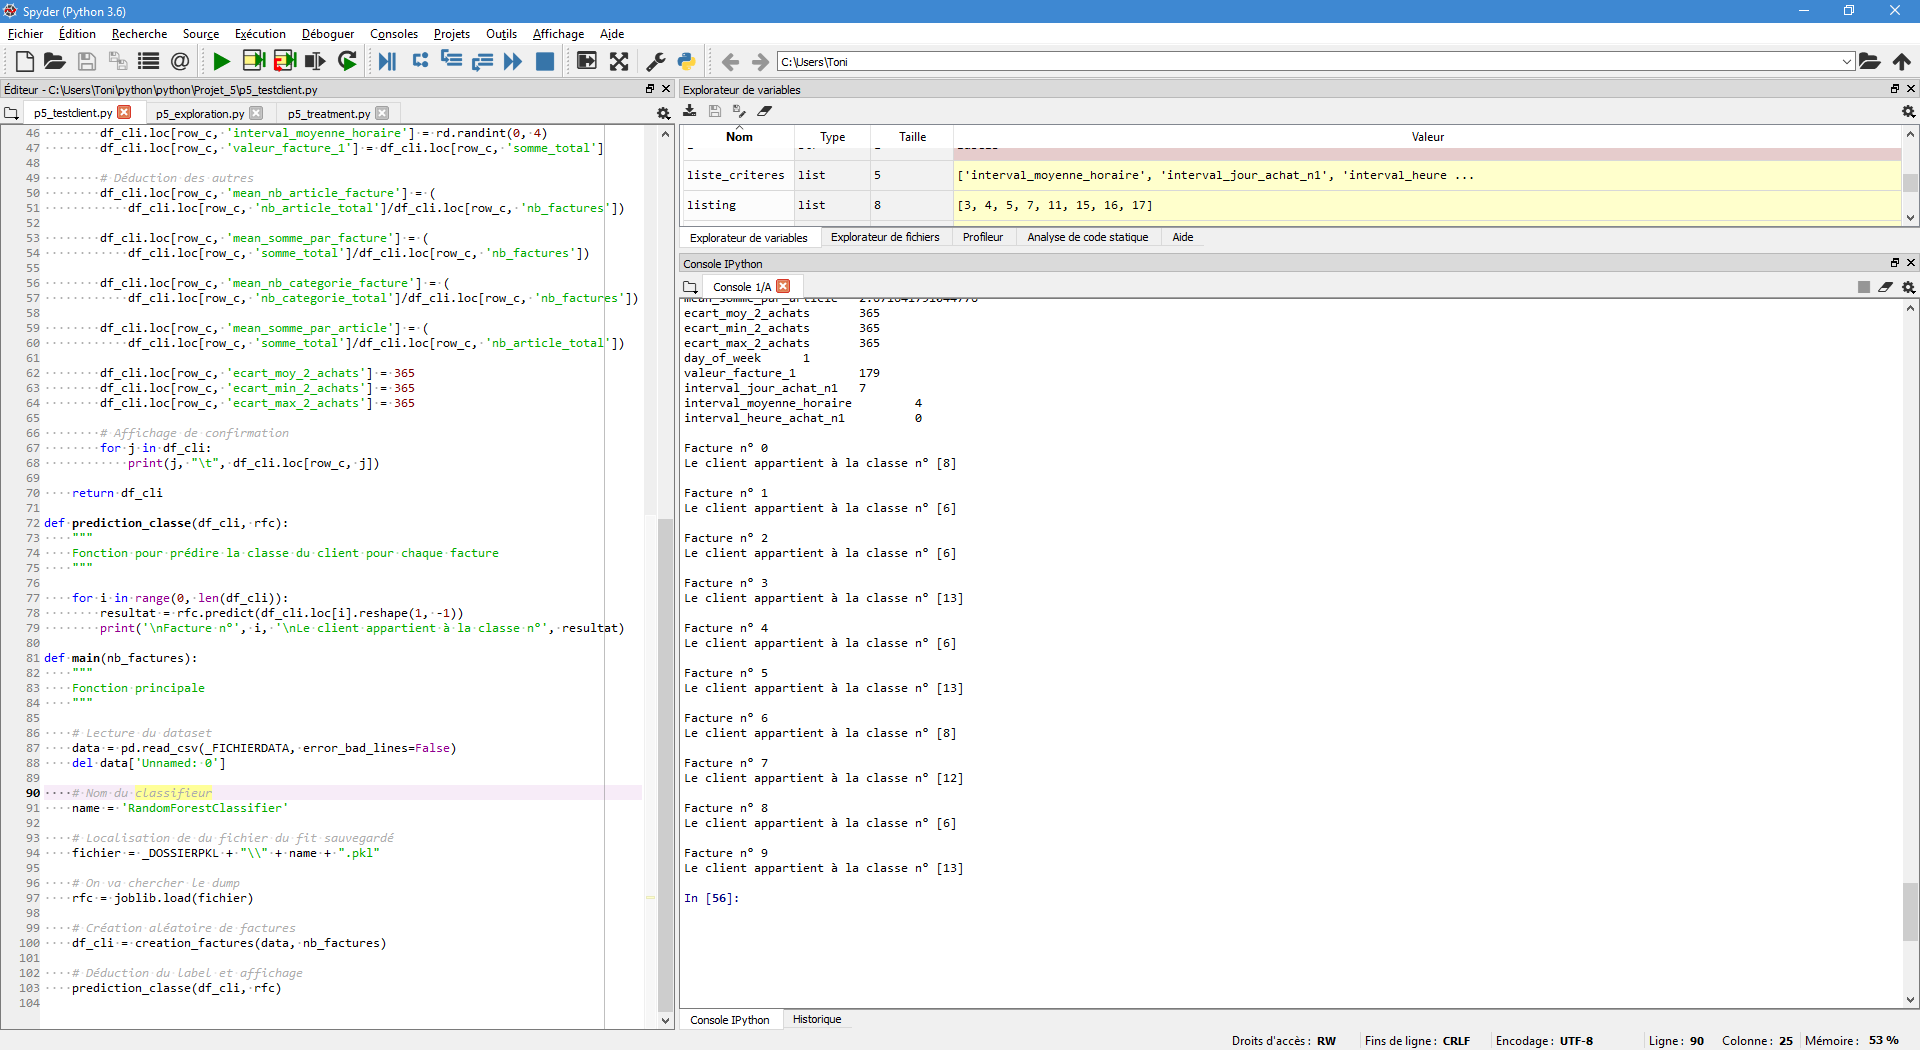 Spyder (Python 3.6)
Fichier Édition Recherche Source Exécution Déboguer Consoles Projets Outils Affichage Aide
C:\Users\Toni
Éditeur - C:\Users\Toni\python\python\Projet_5\p5_testclient.py
p5_testclient.py p5_exploration.py p5_treatment.py
46 ········df_cli.loc[row_c, 'interval_moyenne_horaire'] = rd.randint(0, 4)
47 ········df_cli.loc[row_c, 'valeur_facture_1'] = df_cli.loc[row_c, 'somme_total']
48
49 ········# Déduction des autres
50 ········df_cli.loc[row_c, 'mean_nb_article_facture'] = (
51 ············df_cli.loc[row_c, 'nb_article_total']/df_cli.loc[row_c, 'nb_factures'])
52
53 ········df_cli.loc[row_c, 'mean_somme_par_facture'] = (
54 ············df_cli.loc[row_c, 'somme_total']/df_cli.loc[row_c, 'nb_factures'])
55
56 ········df_cli.loc[row_c, 'mean_nb_categorie_facture'] = (
57 ············df_cli.loc[row_c, 'nb_categorie_total']/df_cli.loc[row_c, 'nb_factures'])
58
59 ········df_cli.loc[row_c, 'mean_somme_par_article'] = (
60 ············df_cli.loc[row_c, 'somme_total']/df_cli.loc[row_c, 'nb_article_total'])
61
62 ········df_cli.loc[row_c, 'ecart_moy_2_achats'] = 365
63 ········df_cli.loc[row_c, 'ecart_min_2_achats'] = 365
64 ········df_cli.loc[row_c, 'ecart_max_2_achats'] = 365
65
66 ········# Affichage de confirmation
67 ········for j in df_cli:
68 ············print(j, "\t", df_cli.loc[row_c, j])
69
70 ····return df_cli
71
72 def prediction_classe(df_cli, rfc):
73 ····"""
74 ····Fonction pour prédire la classe du client pour chaque facture
75 ····"""
76
77 ····for i in range(0, len(df_cli)):
78 ········resultat = rfc.predict(df_cli.loc[i].reshape(1, -1))
79 ········print('\nFacture n°', i, '\nLe client appartient à la classe n°', resultat)
80
81 def main(nb_factures):
82 ····"""
83 ····Fonction principale
84 ····"""
85
86 ····# Lecture du dataset
87 ····data = pd.read_csv(_FICHIERDATA, error_bad_lines=False)
88 ····del data['Unnamed: 0']
89
90 ····# Nom du classifieur
91 ····name = 'RandomForestClassifier'
92
93 ····# Localisation de du fichier du fit sauvegardé
94 ····fichier = _DOSSIERPKL + "\\" + name + ".pkl"
95
96 ····# On va chercher le dump
97 ····rfc = joblib.load(fichier)
98
99 ····# Création aléatoire de factures
100 ····df_cli = creation_factures(data, nb_factures)
101
102 ····# Déduction du label et affichage
103 ····prediction_classe(df_cli, rfc)
104
Explorateur de variables
Nom Type Taille Valeur
liste_criteres list 5 ['interval_moyenne_horaire', 'interval_jour_achat_n1', 'interval_heure ...
listing list 8 [3, 4, 5, 7, 11, 15, 16, 17]
Explorateur de variables Explorateur de fichiers Profileur Analyse de code statique Aide
Console IPython
Console 1/A
ecart_moy_2_achats 365
ecart_min_2_achats 365
ecart_max_2_achats 365
day_of_week 1
valeur_facture_1 179
interval_jour_achat_n1 7
interval_moyenne_horaire 4
interval_heure_achat_n1 0
Facture n° 0
Le client appartient à la classe n° [8]
Facture n° 1
Le client appartient à la classe n° [6]
Facture n° 2
Le client appartient à la classe n° [6]
Facture n° 3
Le client appartient à la classe n° [13]
Facture n° 4
Le client appartient à la classe n° [6]
Facture n° 5
Le client appartient à la classe n° [13]
Facture n° 6
Le client appartient à la classe n° [8]
Facture n° 7
Le client appartient à la classe n° [12]
Facture n° 8
Le client appartient à la classe n° [6]
Facture n° 9
Le client appartient à la classe n° [13]
In [56]:
Console IPython Historique
Droits d'accès : RW Fins de ligne : CRLF Encodage : UTF-8 Ligne : 90 Colonne : 25 Mémoire : 53 %